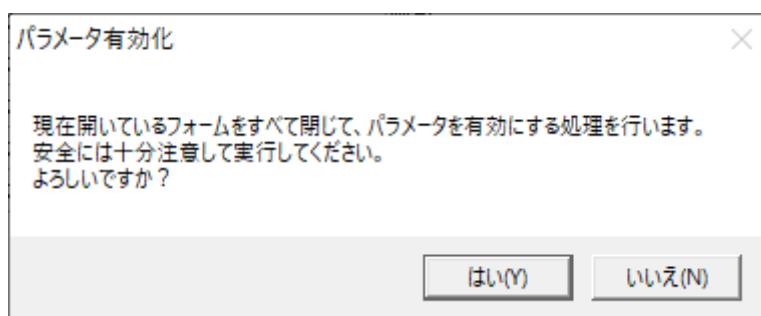 パラメータ有効化
現在開いているフォームをすべて閉じて、パラメータを有効にする処理を行います。
安全には十分注意して実行してください。
よろしいですか？
はい(Y)
いいえ(N)